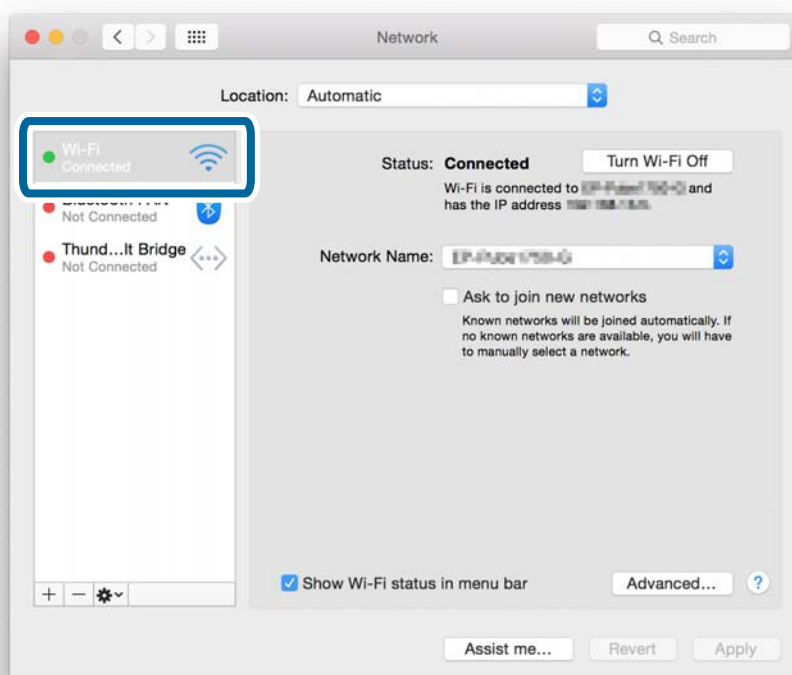 Network
Search
Location: Automatic
Wi-Fi
Connected
Not Connected
Thund...lt Bridge
Not Connected
Status: Connected
Turn Wi-Fi Off
Wi-Fi is connected to and
has the IP address
Network Name:
Ask to join new networks
Known networks will be joined automatically. If
no known networks are available, you will have
to manually select a network.
Show Wi-Fi status in menu bar
Advanced...
?
Assist me...
Revert
Apply